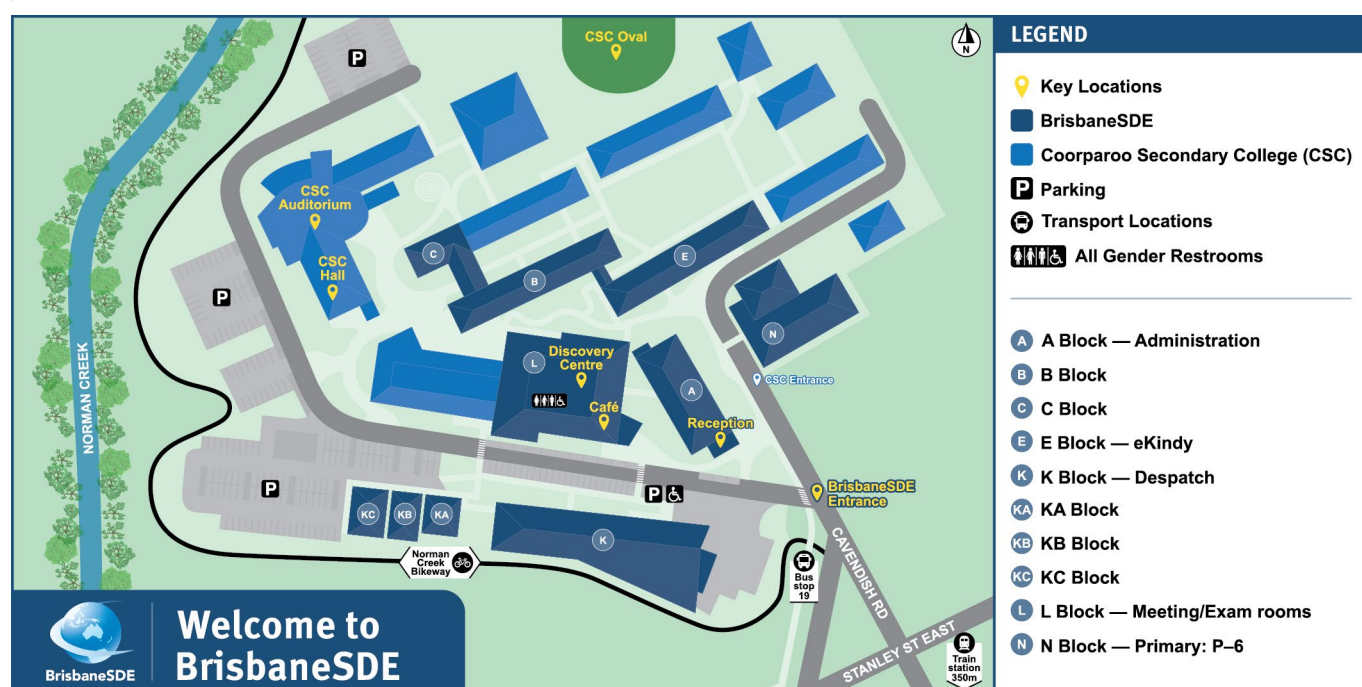 CSC Oval
P
N
CSC
Auditorium
C
CSC
Hall
B
E
P
N
NORMAN CREEK
L
Discovery
Centre
A
CSC Entrance
Café
Reception
P
P
BrisbaneSDE
Entrance
KC
KB
KA
K
Norman
Creek
Bikeway
Bus
stop
19
CAVENDISH RD
STANLEY ST EAST
Train
station
350m
BrisbaneSDE
Welcome to
BrisbaneSDE
LEGEND
Key Locations
BrisbaneSDE
Coorparoo Secondary College (CSC)
P Parking
Transport Locations
All Gender Restrooms
A A Block — Administration
B B Block
C C Block
E E Block — eKindy
K K Block — Despatch
KA KA Block
KB KB Block
KC KC Block
L L Block — Meeting/Exam rooms
N N Block — Primary: P–6